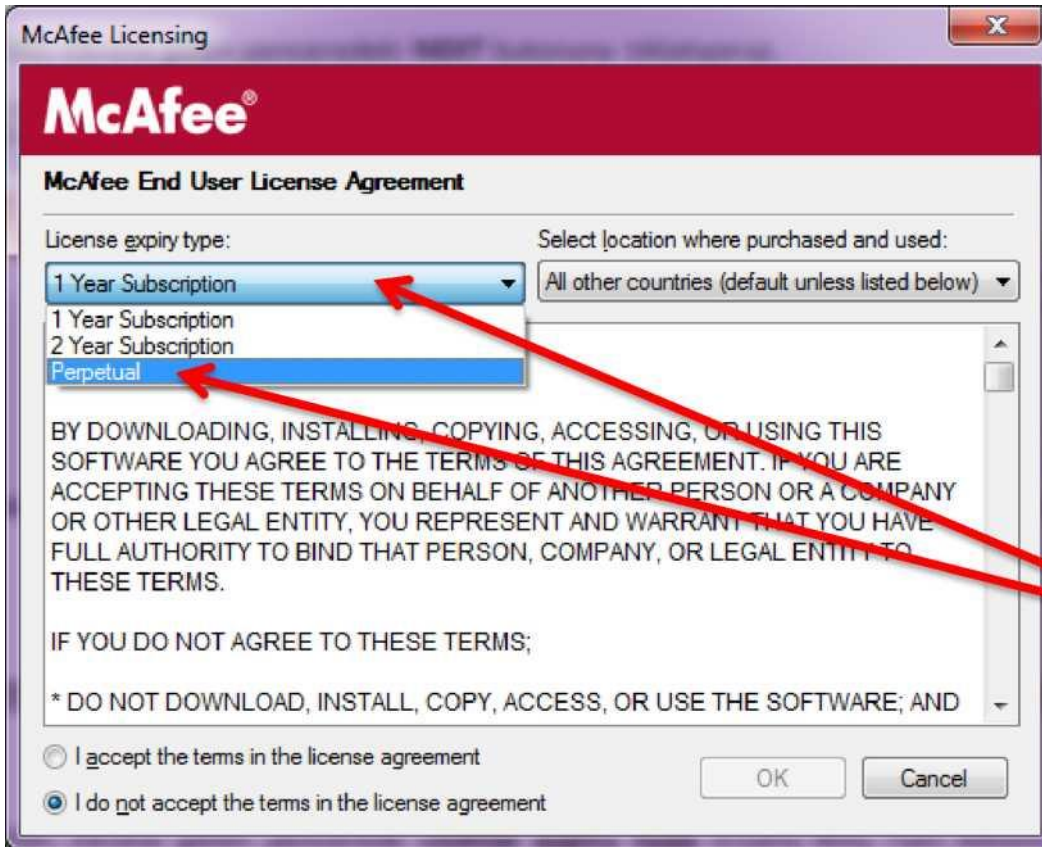 McAfee Licensing
McAfee®
McAfee End User License Agreement
License expiry type:
Select location where purchased and used:
1 Year Subscription
All other countries (default unless listed below)
1 Year Subscription
2 Year Subscription
Perpetual
BY DOWNLOADING, INSTALLING, COPYING, ACCESSING, OR USING THIS
SOFTWARE YOU AGREE TO THE TERMS OF THIS AGREEMENT. IF YOU ARE
ACCEPTING THESE TERMS ON BEHALF OF ANOTHER PERSON OR A COMPANY
OR OTHER LEGAL ENTITY, YOU REPRESENT AND WARRANT THAT YOU HAVE
FULL AUTHORITY TO BIND THAT PERSON, COMPANY, OR LEGAL ENTITY TO
THESE TERMS.
IF YOU DO NOT AGREE TO THESE TERMS;
* DO NOT DOWNLOAD, INSTALL, COPY, ACCESS, OR USE THE SOFTWARE; AND
I accept the terms in the license agreement
I do not accept the terms in the license agreement
OK
Cancel